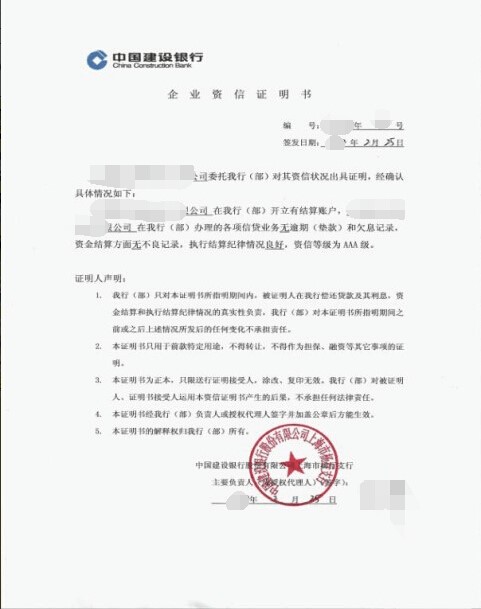 中国建设银行
China Construction Bank
企 业 资 信 证 明 书
编 号: 年 号
签发日期: 年 2 月 25 日
公司委托我行（部）对其资信状况出具证明，经确认
具体情况如下：
限公司 在我行（部）开立有结算账户，
限公司 在我行（部）办理的各项信贷业务无逾期（垫款）和欠息记录，
资金结算方面无不良记录，执行结算纪律情况良好，资信等级为 AAA 级。
证明人声明：
1. 我行（部）只对本证明书所指明期间内，被证明人在我行偿还贷款及其利息，资
金结算和执行结算纪律情况的真实性负责，我行（部）对本证明书所指明期间之
前或之后上述情况所发后的任何变化不承担责任。
2. 本证明书只用于前款特定用途，不得转让，不得作为担保、融资等其它事项的证
明。
3. 本证明书为正本，只限送行证明接受人，涂改、复印无效。我行（部）对被证明
人、证明书接受人运用本资信证明书产生的后果，不承担任何法律责任。
4. 本证明书经我行（部）负责人或授权代理人签字并加盖公章后方能生效。
5. 本证明书的解释权归我行（部）所有。
中国建设银行股份有限公司上海市 支行
主要负责人（或授权代理人）（签字）：
年 月 25 日